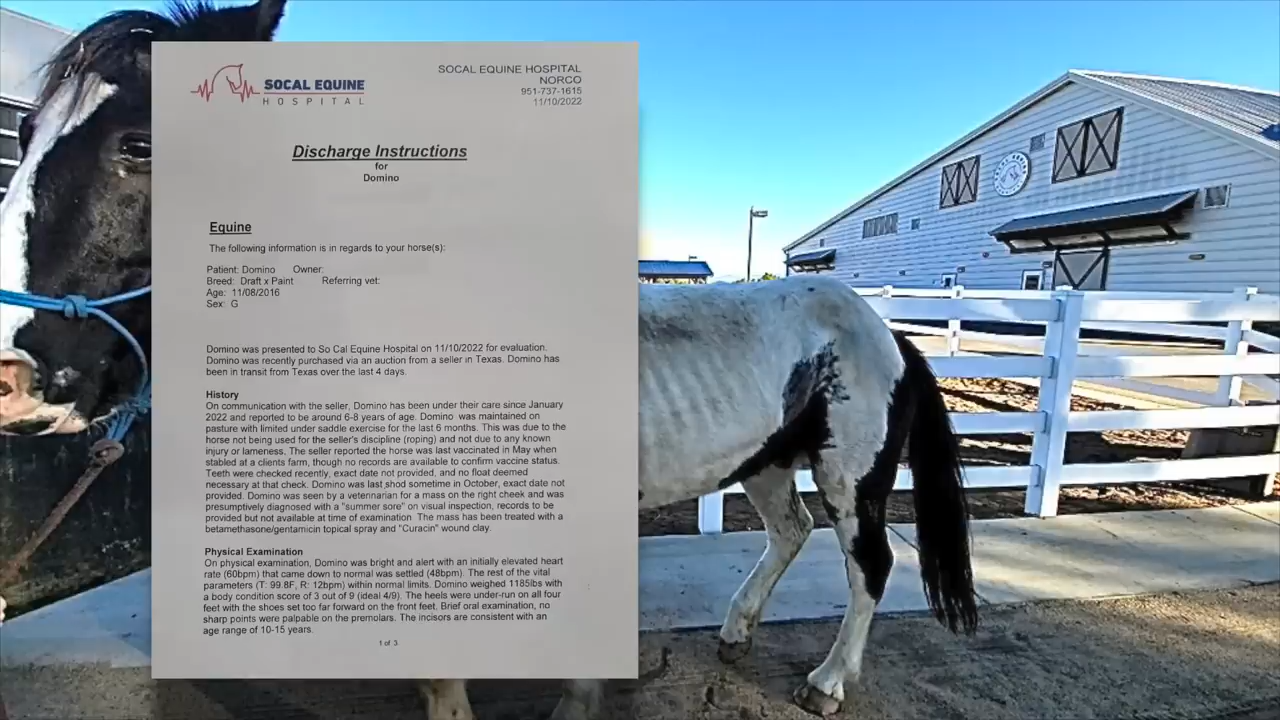 SOCAL EQUINE
HOSPITAL
SOCAL EQUINE HOSPITAL
NORCO
951-737-1615
11/10/2022
Discharge Instructions
for
Domino
Equine
The following information is in regards to your horse(s):
Patient: Domino Owner:
Breed: Draft x Paint Referring vet:
Age: 11/08/2016
Sex: G
Domino was presented to So Cal Equine Hospital on 11/10/2022 for evaluation.
Domino was recently purchased via an auction from a seller in Texas. Domino has
been in transit from Texas over the last 4 days.
History
On communication with the seller, Domino has been under their care since January
2022 and reported to be around 6-8 years of age. Domino was maintained on
pasture with limited under saddle exercise for the last 6 months. This was due to the
horse not being used for the seller's discipline (roping) and not due to any known
injury or lameness. The seller reported the horse was last vaccinated in May when
stabled at a clients farm, though no records are available to confirm vaccine status.
Teeth were checked recently, exact date not provided, and no float deemed
necessary at that check. Domino was last shod sometime in October, exact date not
provided. Domino was seen by a veterinarian for a mass on the right cheek and was
presumptively diagnosed with a "summer sore" on visual inspection, records to be
provided but not available at time of examination The mass has been treated with a
betamethasone/gentamicin topical spray and "Curacin" wound clay.
Physical Examination
On physical examination, Domino was bright and alert with an initially elevated heart
rate (60bpm) that came down to normal was settled (48bpm). The rest of the vital
parameters (T: 99.8F, R: 12bpm) within normal limits. Domino weighed 1185lbs with
a body condition score of 3 out of 9 (ideal 4/9). The heels were under-run on all four
feet with the shoes set too far forward on the front feet. Brief oral examination, no
sharp points were palpable on the premolars. The incisors are consistent with an
age range of 10-15 years.
1 of 3